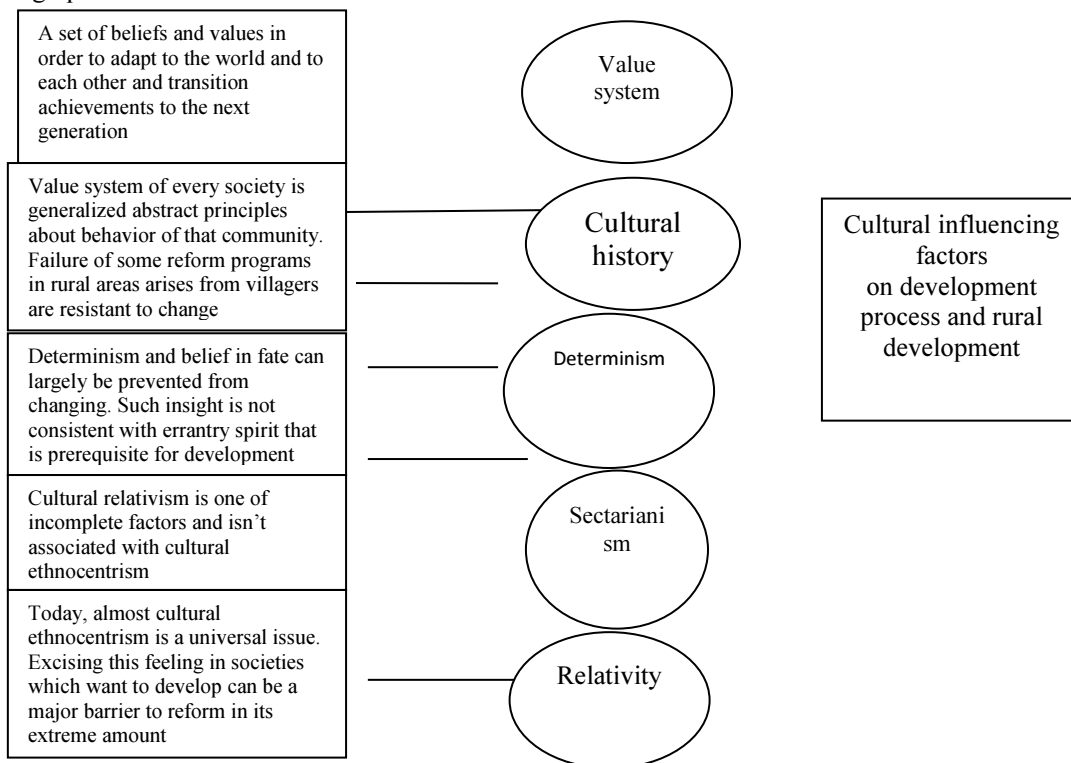 A set of beliefs and values in
order to adapt to the world and to
each other and transition
achievements to the next
generation
Value system of every society is
generalized abstract principles
about behavior of that community.
Failure of some reform programs
in rural areas arises from villagers
are resistant to change
Determinism and belief in fate can
largely be prevented from
changing. Such insight is not
consistent with errantry spirit that
is prerequisite for development
Cultural relativism is one of
incomplete factors and isn't
associated with cultural
ethnocentrism
Today, almost cultural
ethnocentrism is a universal issue.
Excising this feeling in societies
which want to develop can be a
major barrier to reform in its
extreme amount
Value
system
Cultural
history
Determinism
Sectariani
sm
Relativity
Cultural influencing
factors
on development
process and rural
development